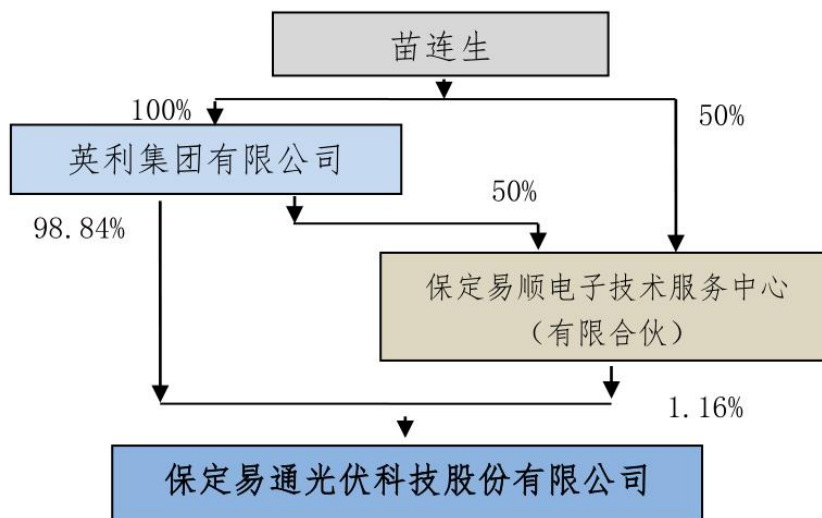 苗连生
100%
50%
英利集团有限公司
50%
98.84%
保定易顺电子技术服务中心
（有限合伙）
1.16%
保定易通光伏科技股份有限公司